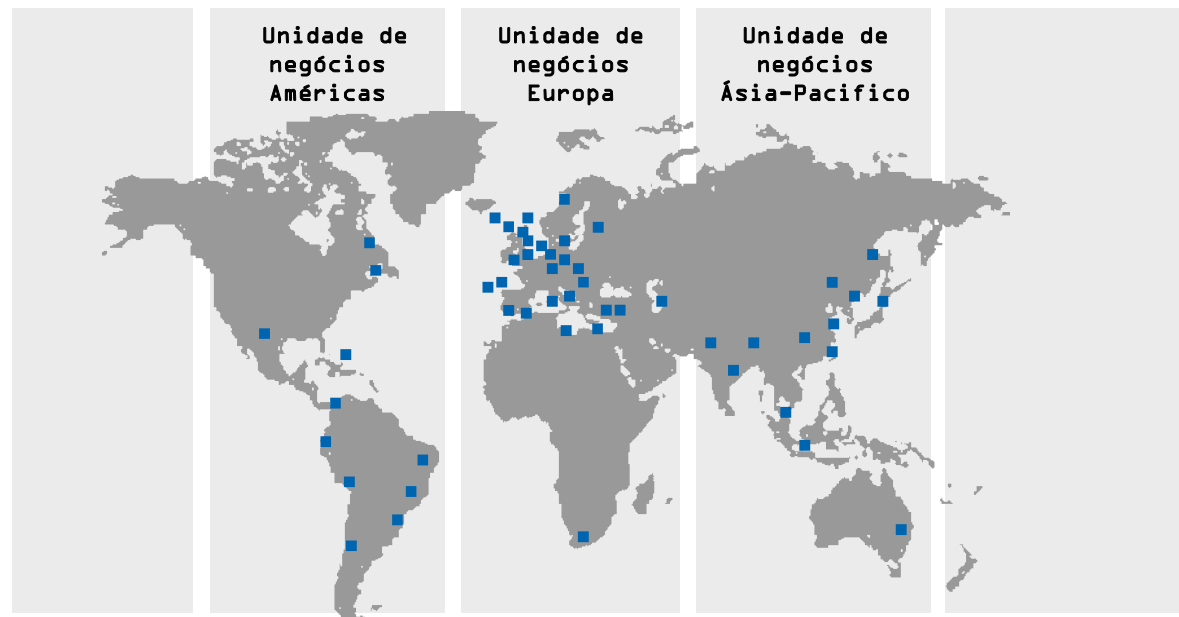 Unidade de
negócios
Américas
Unidade de
negócios
Europa
Unidade de
negócios
Ásia-Pacifico